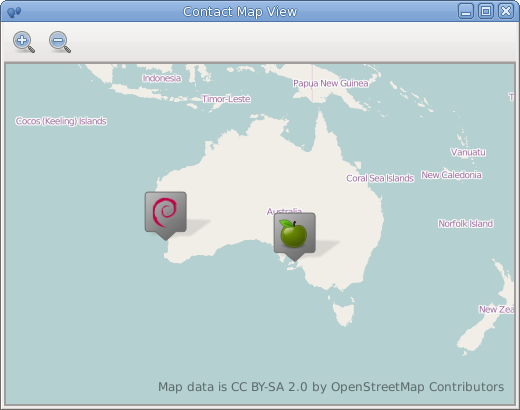 Contact Map View
Indonesia
Papua New Guinea
Timor-Leste
Cocos (Keeling) Islands
Vanuatu
Coral Sea Islands
New Caledonia
Australia
Norfolk Island
New Zea
Map data is CC BY-SA 2.0 by OpenStreetMap Contributors